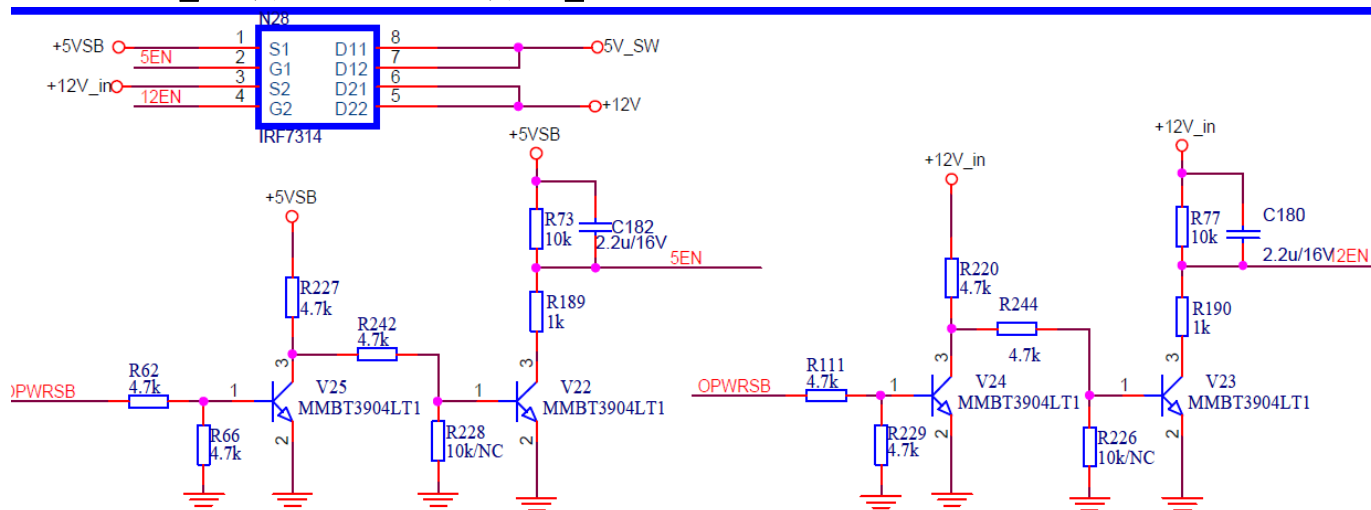 N28
+5VSB 1 S1 D11 8 5V_SW
5EN 2 G1 D12 7
+12V_in 3 S2 D21 6
12EN 4 G2 D22 5 +12V
IRF7314
+5VSB
R73
10k
C182
2.2u/16V
5EN
R189
1k
+5VSB
R227
4.7k
R242
4.7k
OPWRSB
R62
4.7k
R66
4.7k
1
3
2
V25
MMBT3904LT1
R228
10k/NC
1
3
2
V22
MMBT3904LT1
+12V_in
R220
4.7k
R244
4.7k
+12V_in
R77
10k
C180
2.2u/16V
12EN
R190
1k
OPWRSB
R111
4.7k
R229
4.7k
1
3
2
V24
MMBT3904LT1
R226
10k/NC
1
3
2
V23
MMBT3904LT1